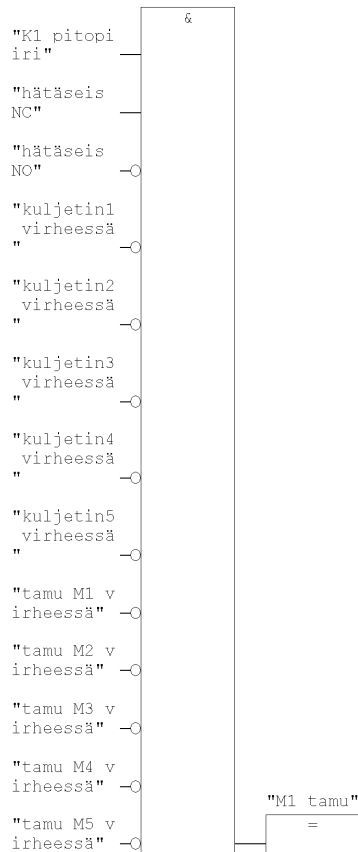 &
"K1 pitopi
iri"
"hätäseis
NC"
"hätäseis
NO"
"kuljetin1
virheessä
"
"kuljetin2
virheessä
"
"kuljetin3
virheessä
"
"kuljetin4
virheessä
"
"kuljetin5
virheessä
"
"tamu M1 v
irheessä"
"tamu M2 v
irheessä"
"tamu M3 v
irheessä"
"tamu M4 v
irheessä"
"tamu M5 v
irheessä"
"M1 tamu"
=